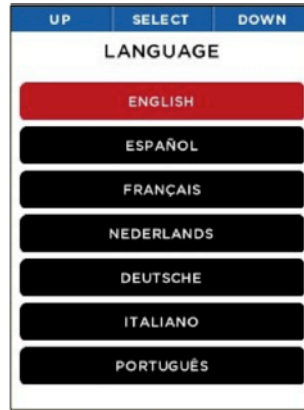 UP SELECT DOWN
LANGUAGE
ENGLISH
ESPAÑOL
FRANÇAIS
NEDERLANDS
DEUTSCHE
ITALIANO
PORTUGUÊS